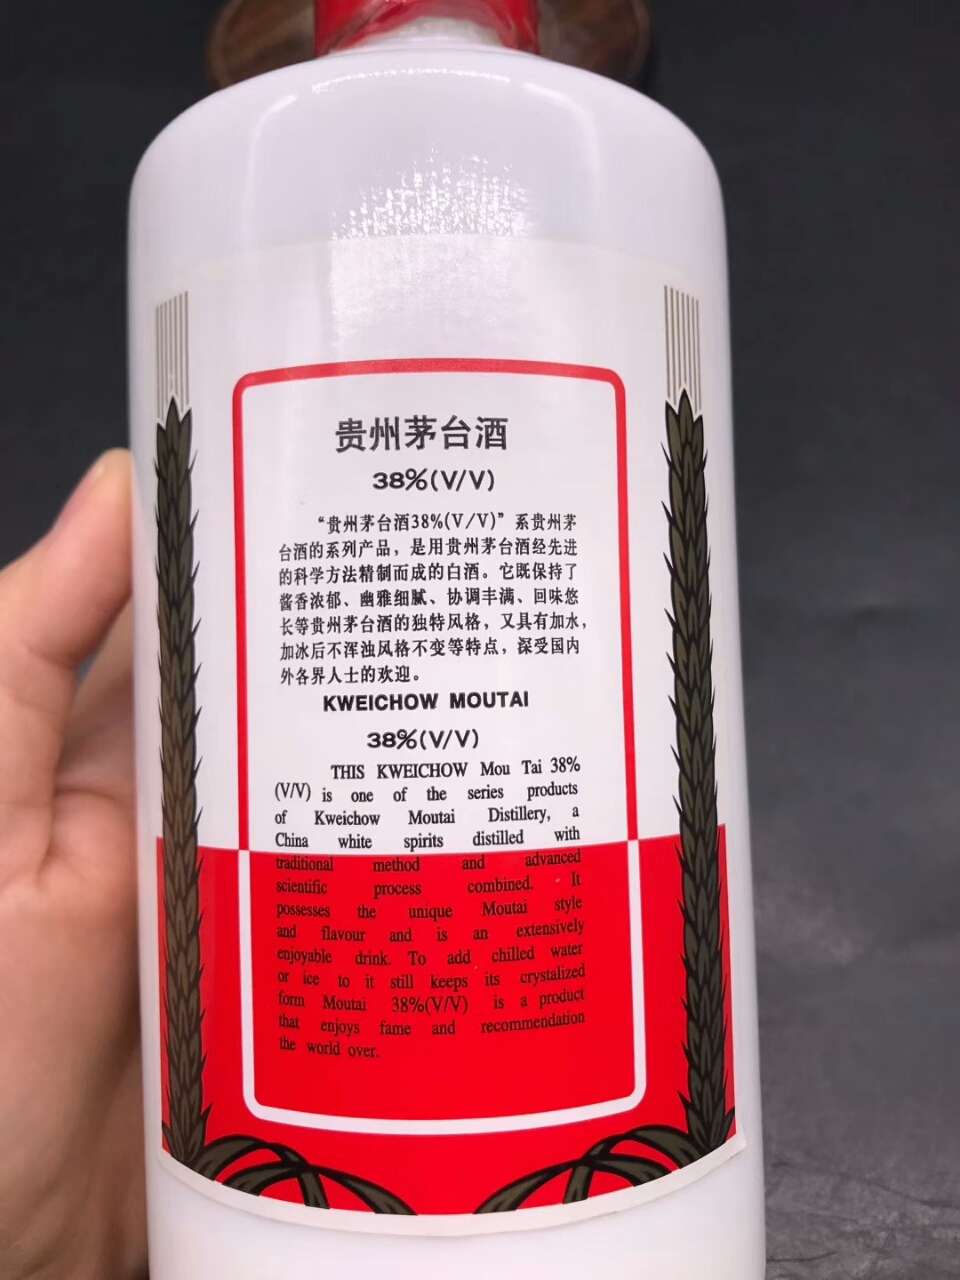 贵州茅台酒
38%(V/V)
“贵州茅台酒38%(V/V)”系贵州茅
台酒的系列产品，是用贵州茅台酒经先进
的科学方法精制而成的白酒。它既保持了
酱香浓郁、幽雅细腻、协调丰满、回味悠
长等贵州茅台酒的独特风格，又具有加水，
加冰后不浑浊风格不变等特点，深受国内
外各界人士的欢迎。
KWEICHOW MOUTAI
38%(V/V)
THIS KWEICHOW Mou Tai 38%
(V/V) is one of the series products
of Kweichow Moutai Distillery, a
China white spirits distilled with
traditional method and advanced
scientific process combined. It
possesses the unique Moutai style
and flavour and is an extensively
enjoyable drink. To add chilled water
or ice to it still keeps its crystalized
form Moutai 38%(V/V) is a product
that enjoys fame and recommendation
the world over.